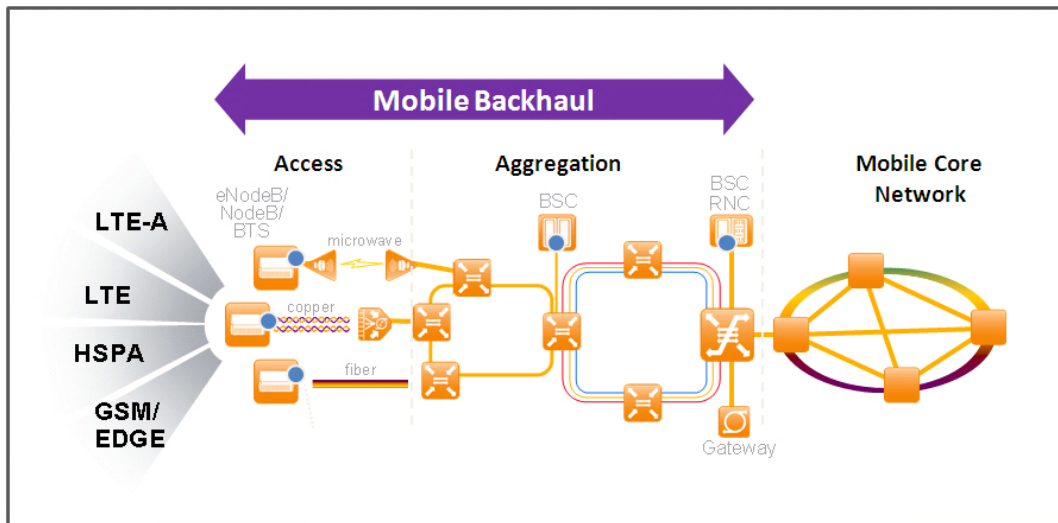 Mobile Backhaul
Access
Aggregation
Mobile Core
Network
eNodeB/
NodeB/
BTS
BSC
BSC
RNC
LTE-A
microwave
LTE
copper
HSPA
fiber
GSM/
EDGE
Gateway